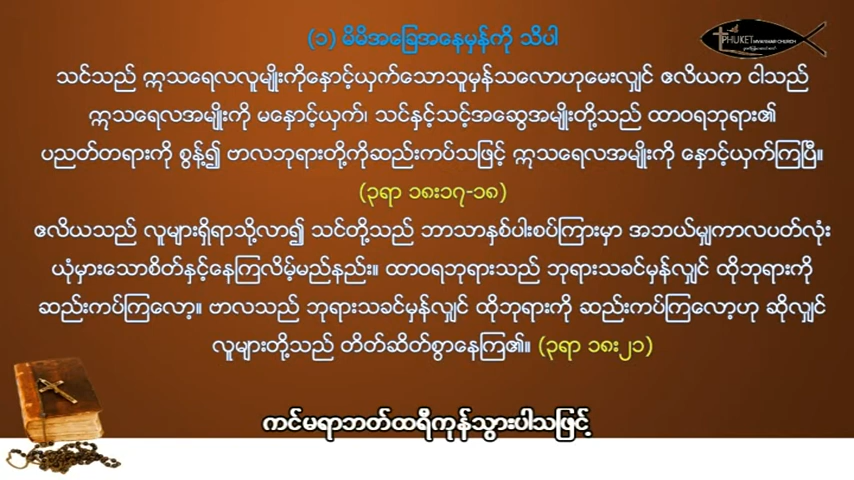 (၁) မိမိအခြေအနေမှန်ကို သိပါ
PHUKET
MYANMAR CHURCH
သင်သည် ဣသရေလလူမျိုးကိုနှောင့်ယှက်သောသူမှန်သလောဟုမေးလျှင် ဧလိယက ငါသည်
ဣသရေလအမျိုးကို မနှောင့်ယှက်၊ သင်နှင့်သင့်အဆွေအမျိုးတို့သည် ထာဝရဘုရား၏
ပညတ်တရားကို စွန့်၍ ဗာလဘုရားတို့ကိုဆည်းကပ်သဖြင့် ဣသရေလအမျိုးကို နှောင့်ယှက်ကြပြီ။
(၃ရာ ၁၈း၁၇-၁၈)
ဧလိယသည် လူများရှိရာသို့လာ၍ သင်တို့သည် ဘာသာနှစ်ပါးစပ်ကြားမှာ အဘယ်မျှကာလပတ်လုံး
ယုံမှားသောစိတ်နှင့်နေကြလိမ့်မည်နည်း။ ထာဝရဘုရားသည် ဘုရားသခင်မှန်လျှင် ထိုဘုရားကို
ဆည်းကပ်ကြလော့။ ဗာလသည် ဘုရားသခင်မှန်လျှင် ထိုဘုရားကို ဆည်းကပ်ကြလော့ဟု ဆိုလျှင်
လူများတို့သည် တိတ်ဆိတ်စွာနေကြ၏။ (၃ရာ ၁၈း၂၁)
ကင်မရာဘတ်ထရီကုန်သွားပါသဖြင့်